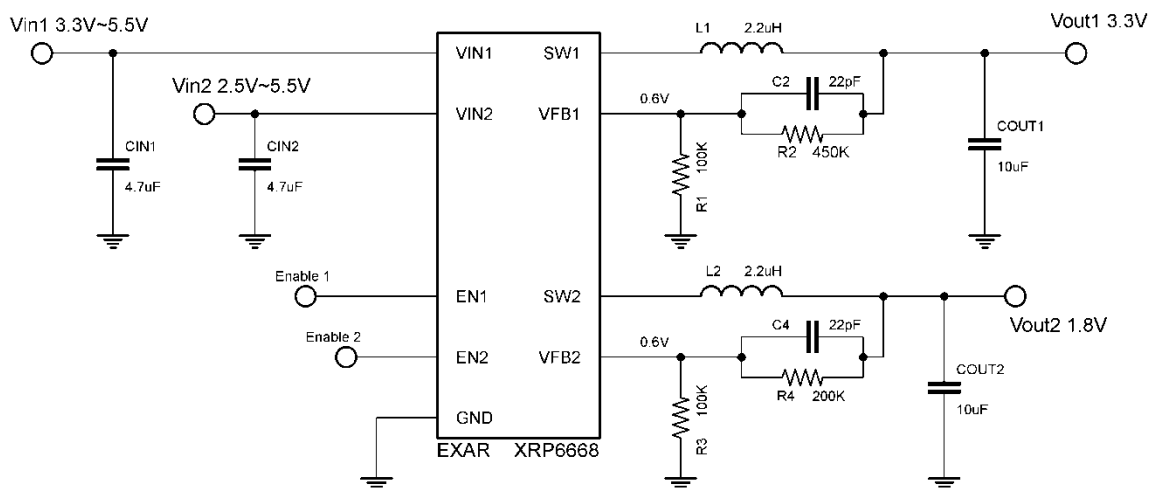 Vin1 3.3V~5.5V
Vin2 2.5V~5.5V
CIN1
4.7uF
CIN2
4.7uF
Enable 1
Enable 2
VIN1
VIN2
EN1
EN2
GND
SW1
VFB1
SW2
VFB2
EXAR XRP6668
L1 2.2uH
Vout1 3.3V
C2 22pF
0.6V
R2 450K
R1 100K
COUT1
10uF
L2 2.2uH
Vout2 1.8V
C4 22pF
0.6V
R4 200K
R3 100K
COUT2
10uF